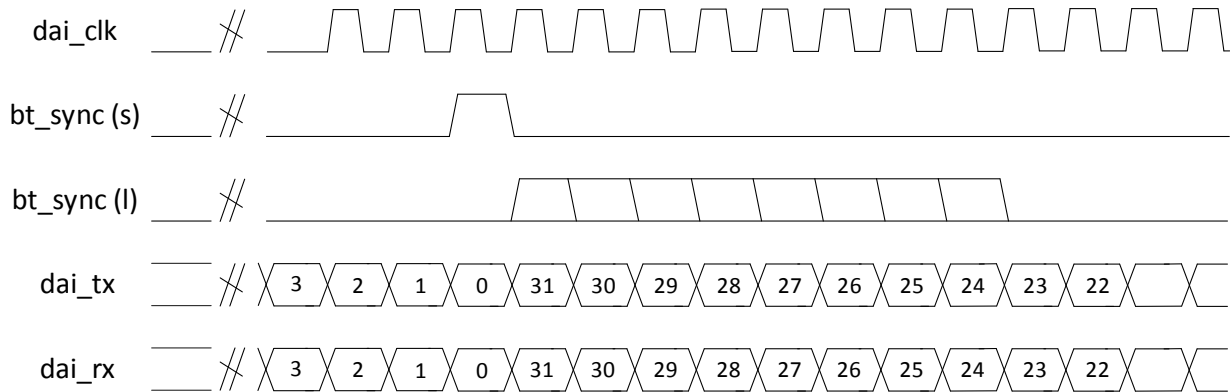 dai_clk
bt_sync (s)
bt_sync (l)
dai_tx 3 2 1 0 31 30 29 28 27 26 25 24 23 22
dai_rx 3 2 1 0 31 30 29 28 27 26 25 24 23 22